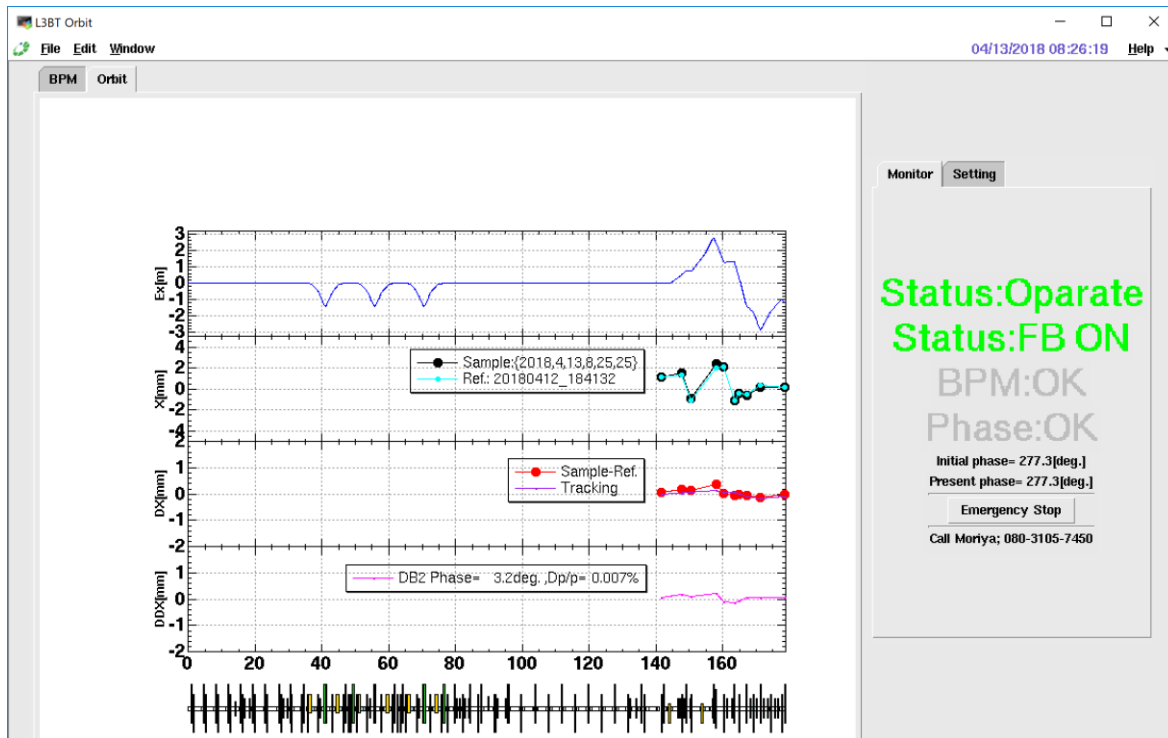 L3BT Orbit
File Edit Window
04/13/2018 08:26:19 Help
BPM Orbit
Monitor Setting
Status:Oparate
Status:FB ON
BPM:OK
Phase:OK
Initial phase= 277.3[deg.]
Present phase= 277.3[deg.]
Emergency Stop
Call Moriya; 080-3105-7450
Ex[m]
3
2
1
0
-1
-2
-3
X[mm]
4
2
0
-2
-4
Sample:{2018,4,13,8,25,25}
Ref.: 20180412_184132
DX[mm]
2
1
0
-1
-2
Sample-Ref.
Tracking
DDX[mm]
1
0
-1
-2
DB2 Phase= 3.2deg. ,Dp/p= 0.007%
0 20 40 60 80 100 120 140 160